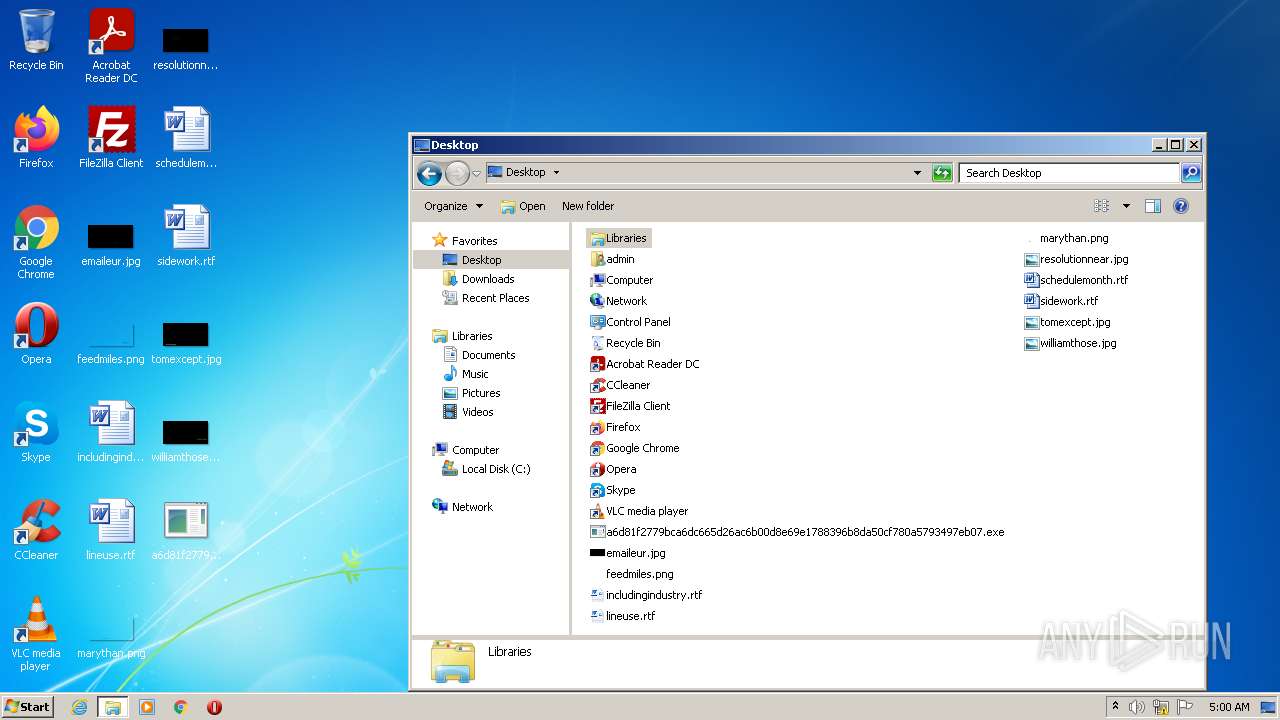 Recycle Bin
Acrobat
Reader DC
resolutionn...
Firefox
FileZilla Client
schedulem...
Google
Chrome
emaileur.jpg
sidework.rtf
Opera
feedmiles.png
tomexcept.jpg
Skype
includingind...
williamthose...
CCleaner
lineuse.rtf
a6d81f2779...
VLC media
player
marythan.png
Desktop
Desktop
Search Desktop
Organize
Open
New folder
Favorites
Desktop
Downloads
Recent Places
Libraries
Documents
Music
Pictures
Videos
Computer
Local Disk (C:)
Network
Libraries
admin
Computer
Network
Control Panel
Recycle Bin
Acrobat Reader DC
CCleaner
FileZilla Client
Firefox
Google Chrome
Opera
Skype
VLC media player
a6d81f2779bca6dc665d26ac6b00d8e69e1788396b8da50cf780a5793497eb07.exe
emaileur.jpg
feedmiles.png
includingindustry.rtf
lineuse.rtf
marythan.png
resolutionnear.jpg
schedulemonth.rtf
sidework.rtf
tomexcept.jpg
williamthose.jpg
Libraries
ANY RUN
Start
5:00 AM